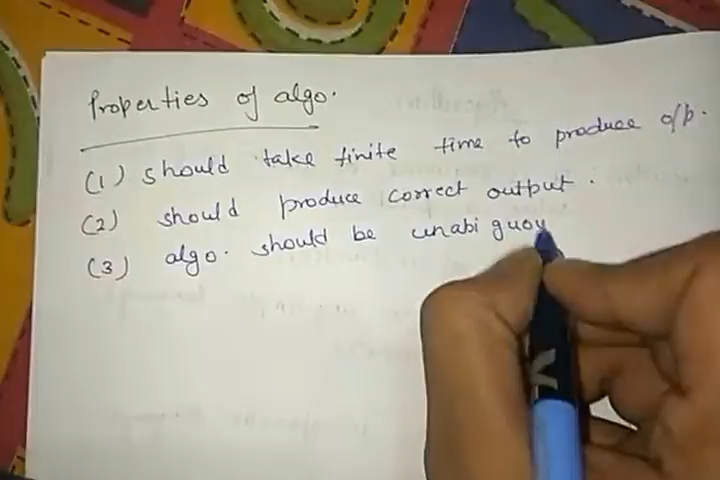 Properties of algo.
(1) should take finite time to produce o/p.
(2) should produce correct output.
(3) algo. should be unabiguou